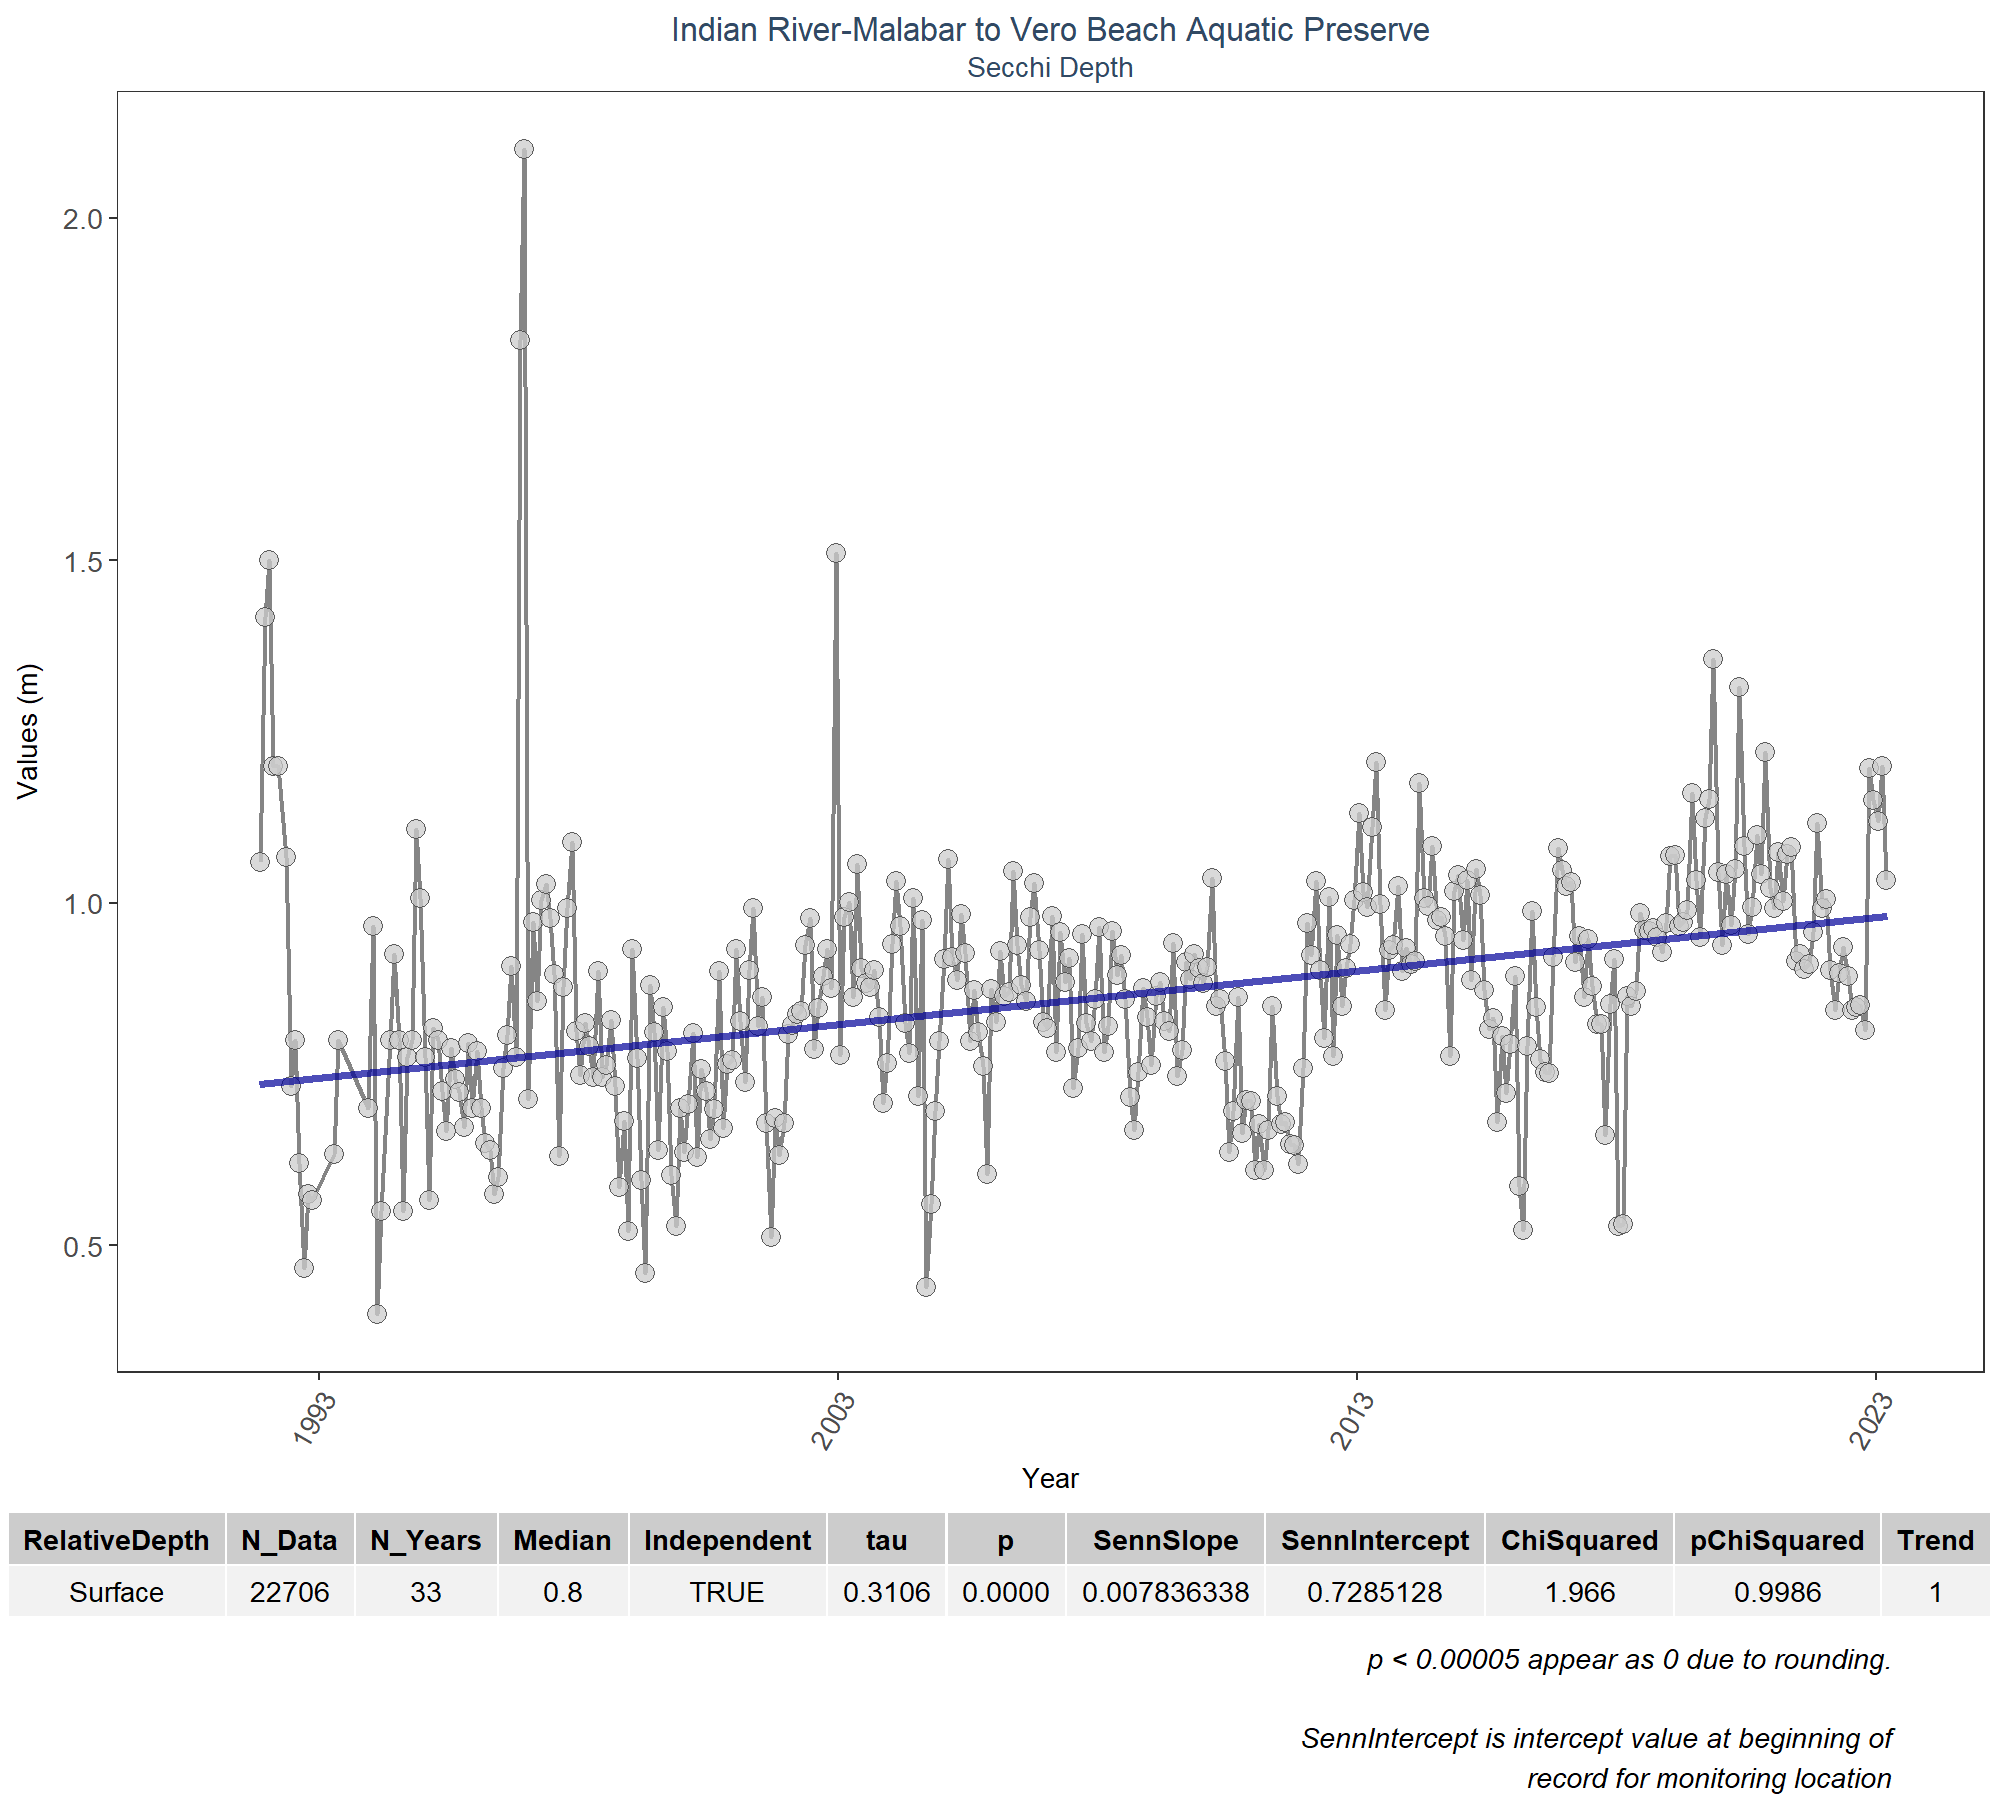 Indian River-Malabar to Vero Beach Aquatic Preserve
Secchi Depth
Values (m)
2.0
1.5
1.0
0.5
1993
2003
2013
2023
Year
RelativeDepth N_Data N_Years Median Independent tau p SennSlope SennIntercept ChiSquared pChiSquared Trend
Surface 22706 33 0.8 TRUE 0.3106 0.0000 0.007836338 0.7285128 1.966 0.9986 1
p < 0.00005 appear as 0 due to rounding.
SennIntercept is intercept value at beginning of
record for monitoring location